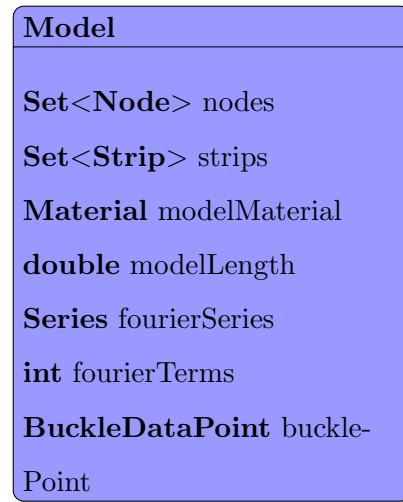 Model
Set<Node> nodes
Set<Strip> strips
Material modelMaterial
double modelLength
Series fourierSeries
int fourierTerms
BuckleDataPoint buckle-
Point